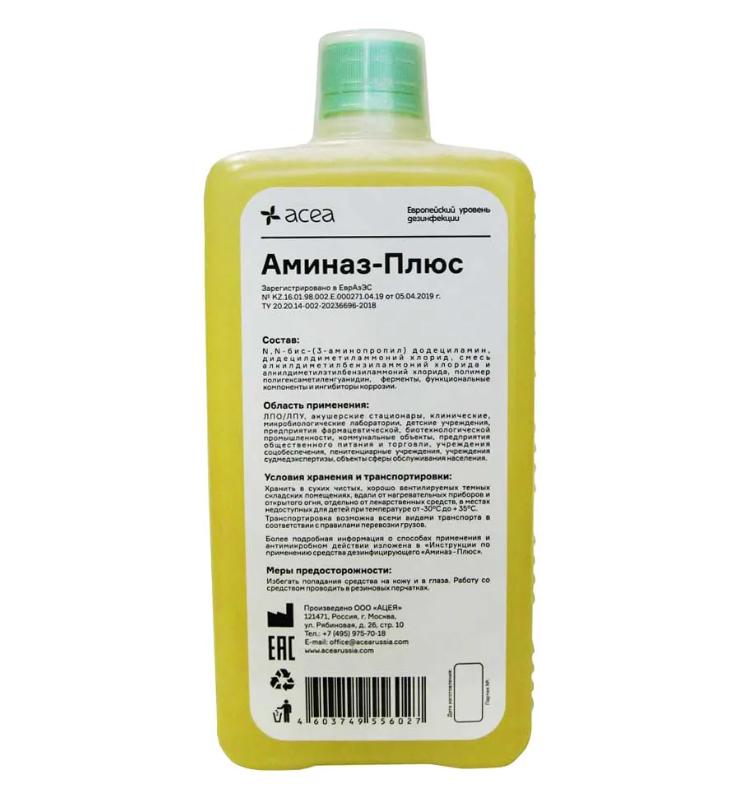 acea
Европейский уровень
дезинфекции
Аминаз-Плюс
Зарегистрировано в ЕврАзЭС
№ KZ.16.01.98.002.E.000271.04.19 от 05.04.2019 г.
ТУ 20.20.14-002-20236696-2018
Состав:
N,N-бис-(3-аминопропил) додециламин,
дидецилдиметиламмоний хлорид, смесь
алкилдиметилбензиламмоний хлорида и
алкилдиметилэтилбензиламмоний хлорида, полимер
полигексаметиленгуанидин, ферменты, функциональные
компоненты и ингибиторы коррозии.
Область применения:
ЛПО/ЛПУ, акушерские стационары, клинические,
микробиологические лаборатории, детские учреждения,
предприятия фармацевтической, биотехнологической
промышленности, коммунальные объекты, предприятия
общественного питания и торговли, учреждения
соцобеспечения, пенитенциарные учреждения, учреждения
судмедэкспертизы, объекты сферы обслуживания населения.
Условия хранения и транспортировки:
Хранить в сухих чистых, хорошо вентилируемых темных
складских помещениях, вдали от нагревательных приборов и
открытого огня, отдельно от лекарственных средств, в местах
недоступных для детей при температуре от -30°С до + 35°С.
Транспортировка возможна всеми видами транспорта в
соответствии с правилами перевозки грузов.
Более подробная информация о способах применения и
антимикробном действии изложена в «Инструкции по
применению средства дезинфицирующего «Аминаз - Плюс».
Меры предосторожности:
Избегать попадания средства на кожу и в глаза. Работу со
средством проводить в резиновых перчатках.
Произведено ООО «АЦЕЯ»
121471, Россия, г. Москва,
ул. Рябиновая, д. 26, стр. 10
Тел.: +7 (495) 975-70-18
E-mail: office@acearussia.com
www.acearussia.com
EAC
4 603749 556027
Дата изготовления:
Партия №: